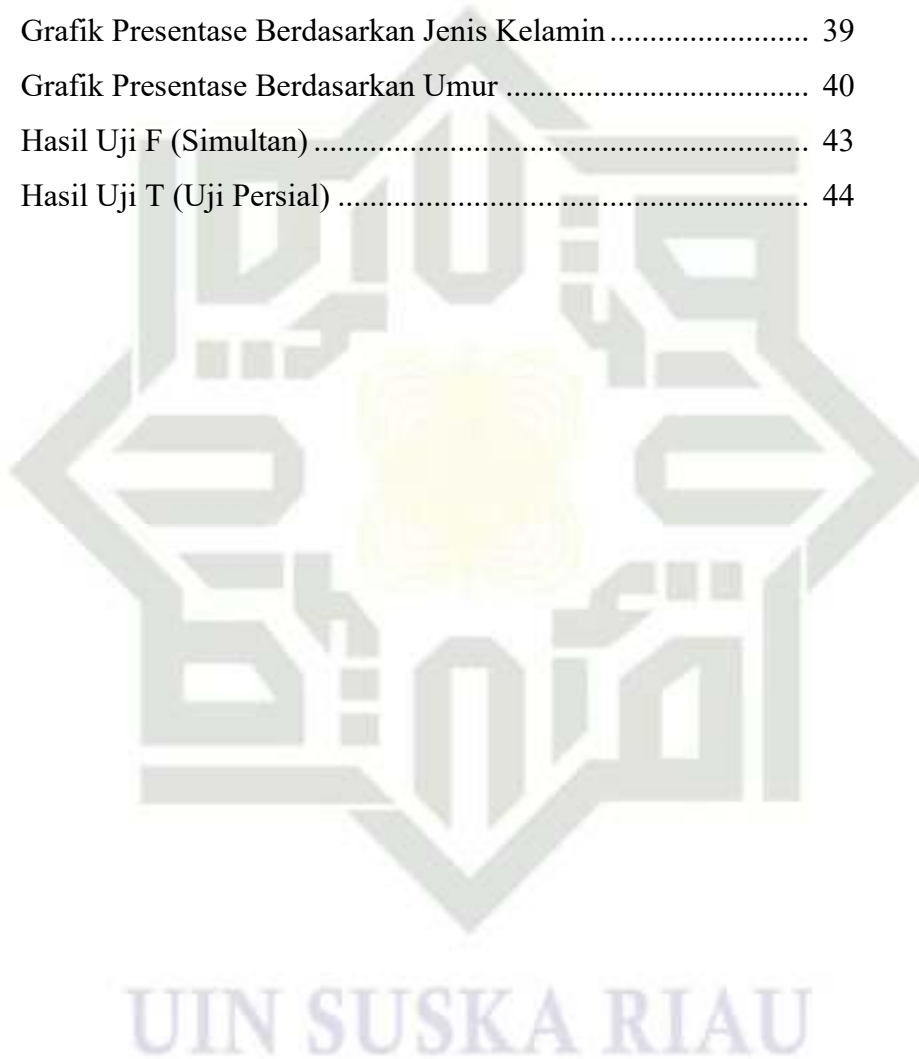 Grafik Presentase Berdasarkan Jenis Kelamin ........................ 39
Grafik Presentase Berdasarkan Umur ..................................... 40
Hasil Uji F (Simultan) ............................................................ 43
Hasil Uji T (Uji Persial) ......................................................... 44
UIN SUSKA RIAU